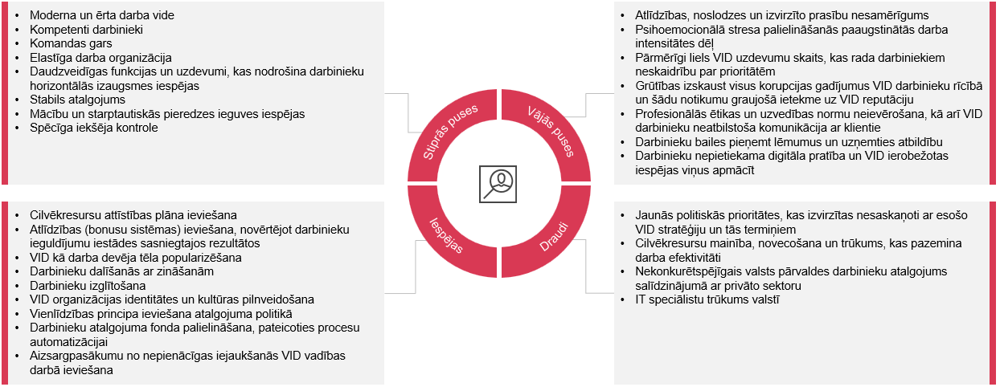 • Moderna un ērta darba vide
• Kompetenti darbinieki
• Komandas gars
• Elastīga darba organizācija
• Daudzveidīgas funkcijas un uzdevumi, kas nodrošina darbinieku
horizontālās izaugsmes iespējas
• Stabils atalgojums
• Mācību un starptautiskās pieredzes ieguves iespējas
• Spēcīga iekšēja kontrole
Stiprās puses
Vājās puses
• Atlīdzības, noslodzes un izvirzīto prasību nesamērīgums
• Psihoemocionālā stresa palielināšanās paaugstinātās darba
intensitātes dēļ
• Pārmērīgi liels VID uzdevumu skaits, kas rada darbiniekiem
neskaidrību par prioritātēm
• Grūtības izskaust visus korupcijas gadījumus VID darbinieku rīcībā
un šādu notikumu graujošā ietekme uz VID reputāciju
• Profesionālās ētikas un uzvedības normu neievērošana, kā arī VID
darbinieku neatbilstoša komunikācija ar klientie
• Darbinieku bailes pieņemt lēmumus un uzņemties atbildību
• Darbinieku nepietiekama digitāla pratība un VID ierobežotas
iespējas viņus apmācīt
• Cilvēkresursu attīstības plāna ieviešana
• Atlīdzības (bonusu sistēmas) ieviešana, novērtējot darbinieku
ieguldījumu iestādes sasniegtajos rezultātos
• VID kā darba devēja tēla popularizēšana
• Darbinieku dalīšanās ar zināšanām
• Darbinieku izglītošana
• VID organizācijas identitātes un kultūras pilnveidošana
• Vienlīdzības principa ieviešana atalgojuma politikā
• Darbinieku atalgojuma fonda palielināšana, pateicoties procesu
automatizācijai
• Aizsargpasākumu no nepienācīgas iejaukšanās VID vadības
darbā ieviešana
Iespējas
Draudi
• Jaunās politiskās prioritātes, kas izvirzītas nesaskaņoti ar esošo
VID stratēģiju un tās termiņiem
• Cilvēkresursu mainība, novecošana un trūkums, kas pazemina
darba efektivitāti
• Nekonkurētspējīgais valsts pārvaldes darbinieku atalgojums
salīdzinājumā ar privāto sektoru
• IT speciālistu trūkums valstī